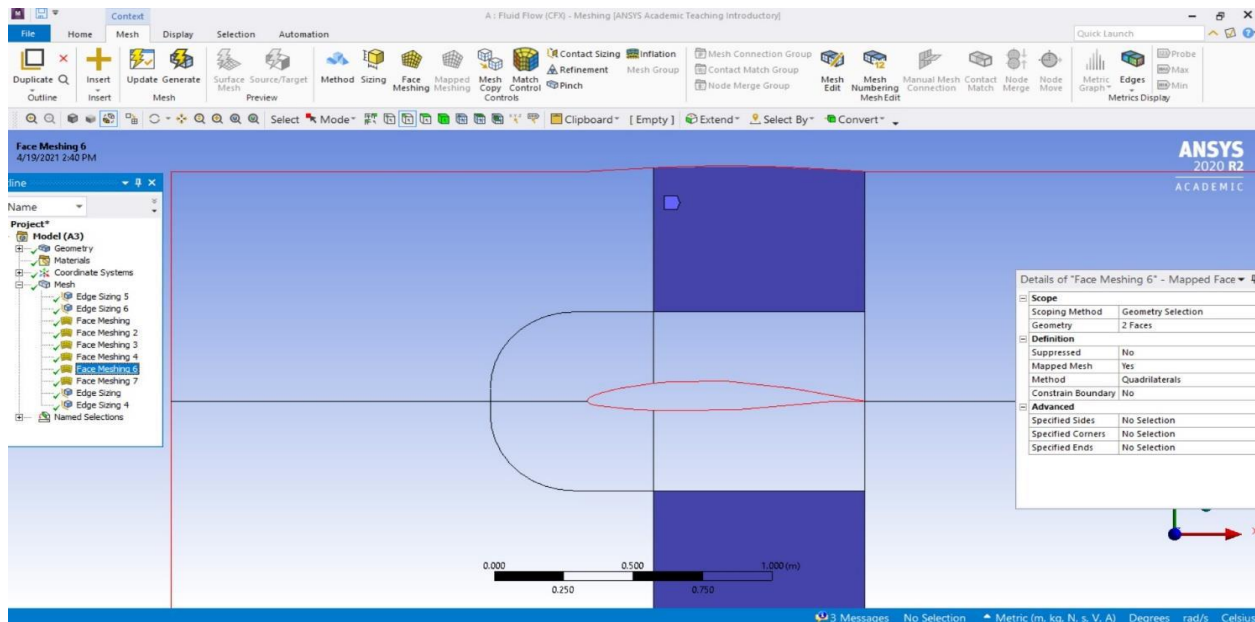 Context
A : Fluid Flow (CFX) - Meshing [ANSYS Academic Teaching Introductory]
File Home Mesh Display Selection Automation
Quick Launch
Duplicate Q
Outline
Insert
Insert
Update Generate
Mesh
Surface Mesh Source/Target
Preview
Method Sizing Face Meshing Mapped Meshing Mesh Copy Match Control
Contact Sizing Inflation
Refinement Mesh Group
Pinch
Controls
Mesh Connection Group
Contact Match Group
Node Merge Group
Mesh Edit Mesh Numbering Manual Mesh Connection Contact Match Node Merge Node Move
Mesh Edit
Metric Graph Edges
Probe
Max
Min
Metrics Display
Select Mode Clipboard [Empty] Extend Select By Convert
Face Meshing 6
4/19/2021 2:40 PM
ANSYS
2020 R2
ACADEMIC
line
Name
Project*
Model (A3)
Geometry
Materials
Coordinate Systems
Mesh
Edge Sizing 5
Edge Sizing 6
Face Meshing
Face Meshing 2
Face Meshing 3
Face Meshing 4
Face Meshing 6
Face Meshing 7
Edge Sizing
Edge Sizing 4
Named Selections
Details of "Face Meshing 6" - Mapped Face
Scope
Scoping Method Geometry Selection
Geometry 2 Faces
Definition
Suppressed No
Mapped Mesh Yes
Method Quadrilaterals
Constrain Boundary No
Advanced
Specified Sides No Selection
Specified Corners No Selection
Specified Ends No Selection
0.000 0.500 1.000 (m)
0.250 0.750
X
3 Messages No Selection Metric (m, kg, N, s, V, A) Degrees rad/s Celsius